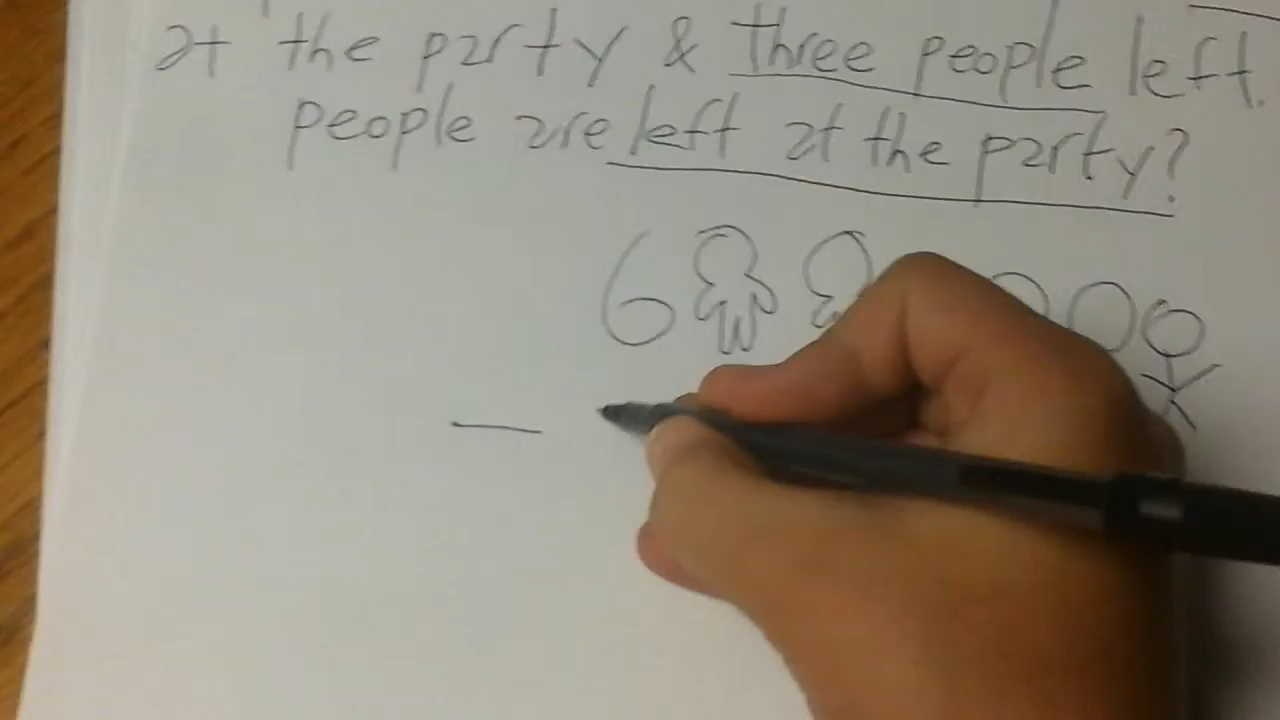 at the party & three people left.
people are left at the party?
6
—